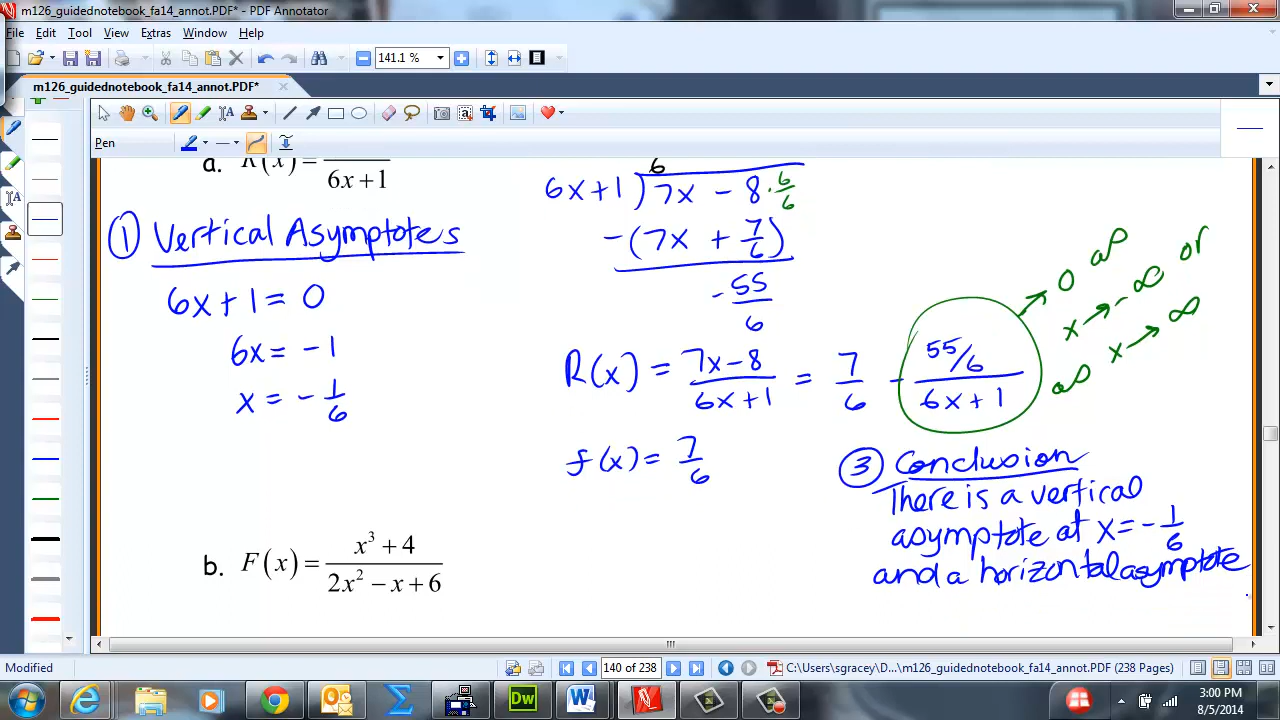 m126_guidednotebook_fa14_annot.PDF* - PDF Annotator
File Edit Tool View Extras Window Help
141.1 %
m126_guidednotebook_fa14_annot.PDF*
Pen
a. R(x) =
6x+1
① Vertical Asymptotes
6x + 1 = 0
6x = - 1
x = - 1/6
6
6x+1 ) 7x - 8 · 6/6
- (7x + 7/6)
- 55/6
R(x) = 7x-8 / 6x+1 = 7/6 - 55/6 / 6x+1
→ 0 as
x → -∞ or
as x → ∞
f(x) = 7/6
③ Conclusion
There is a vertical
asymptote at x = - 1/6
and a horizontal asymptote
b. F(x) = x³ + 4 / 2x² − x + 6
140 of 238
C:\Users\sgracey\D...\m126_guidednotebook_fa14_annot.PDF (238 Pages)
Modified
Dw
W
3:00 PM
8/5/2014